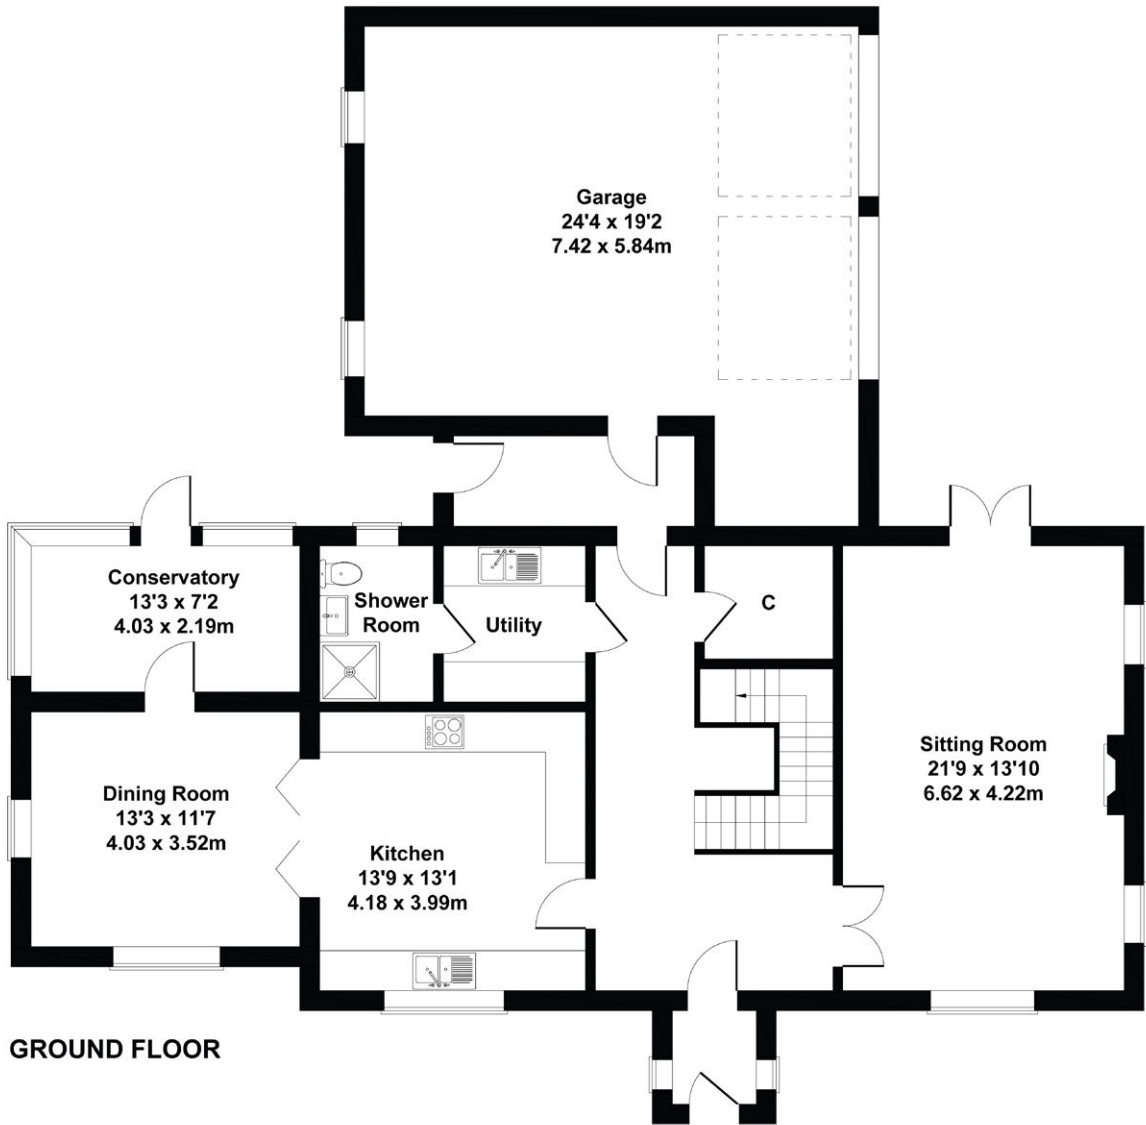 Garage
24'4 x 19'2
7.42 x 5.84m
Conservatory
13'3 x 7'2
4.03 x 2.19m
Shower
Room
Utility
C
Dining Room
13'3 x 11'7
4.03 x 3.52m
Kitchen
13'9 x 13'1
4.18 x 3.99m
Sitting Room
21'9 x 13'10
6.62 x 4.22m
GROUND FLOOR